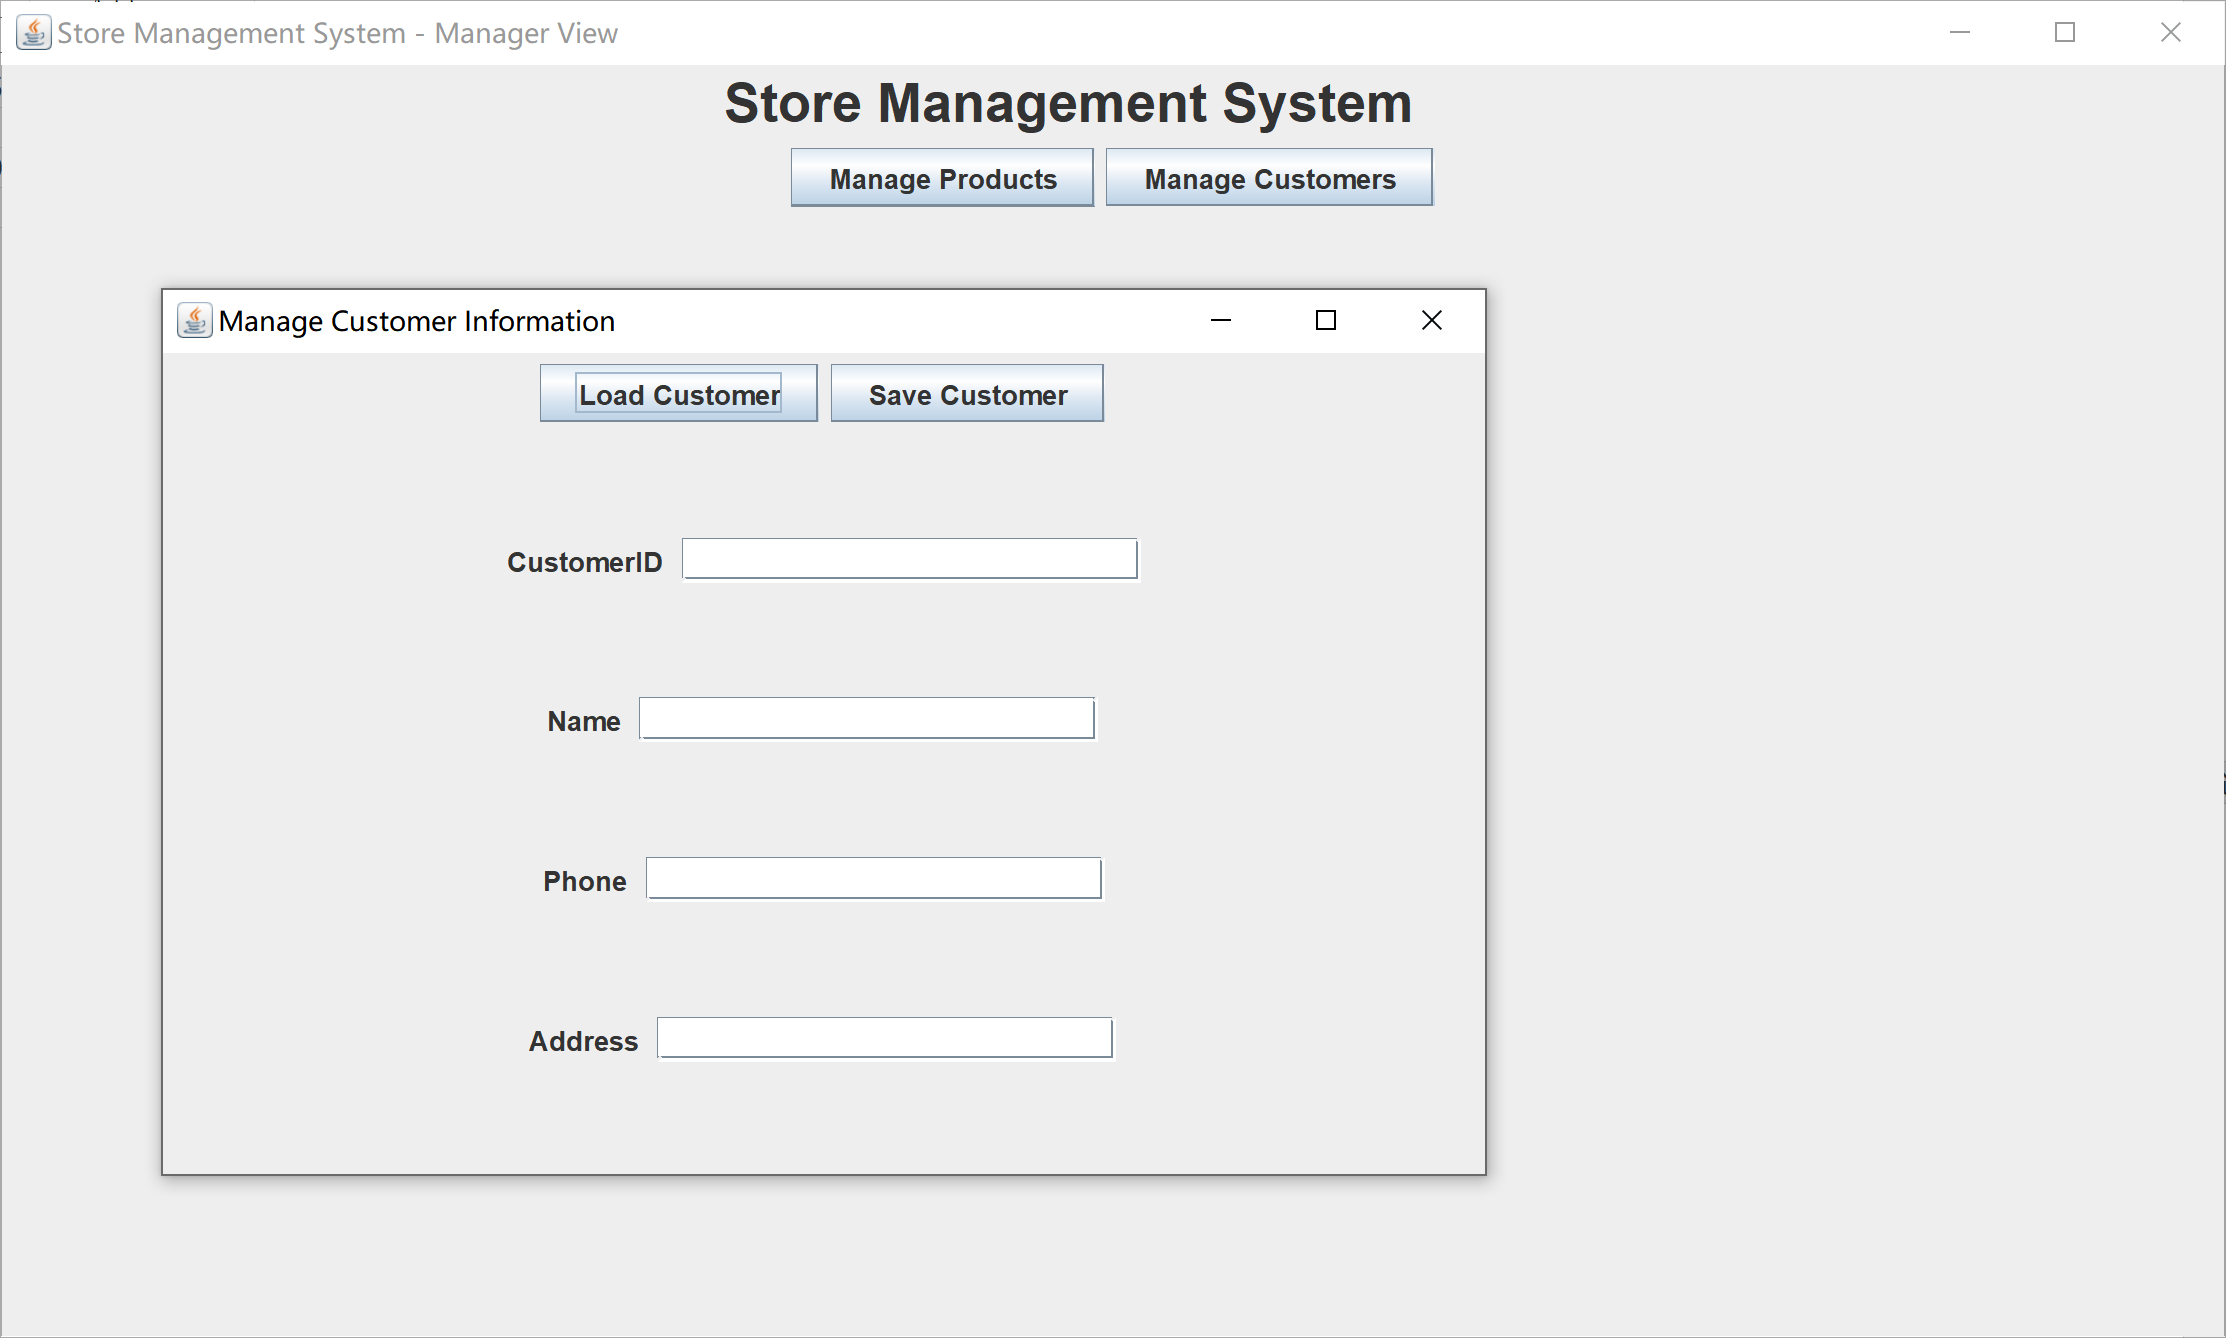 Store Management System - Manager View
Store Management System
Manage Products Manage Customers
Manage Customer Information
Load Customer Save Customer
CustomerID
Name
Phone
Address